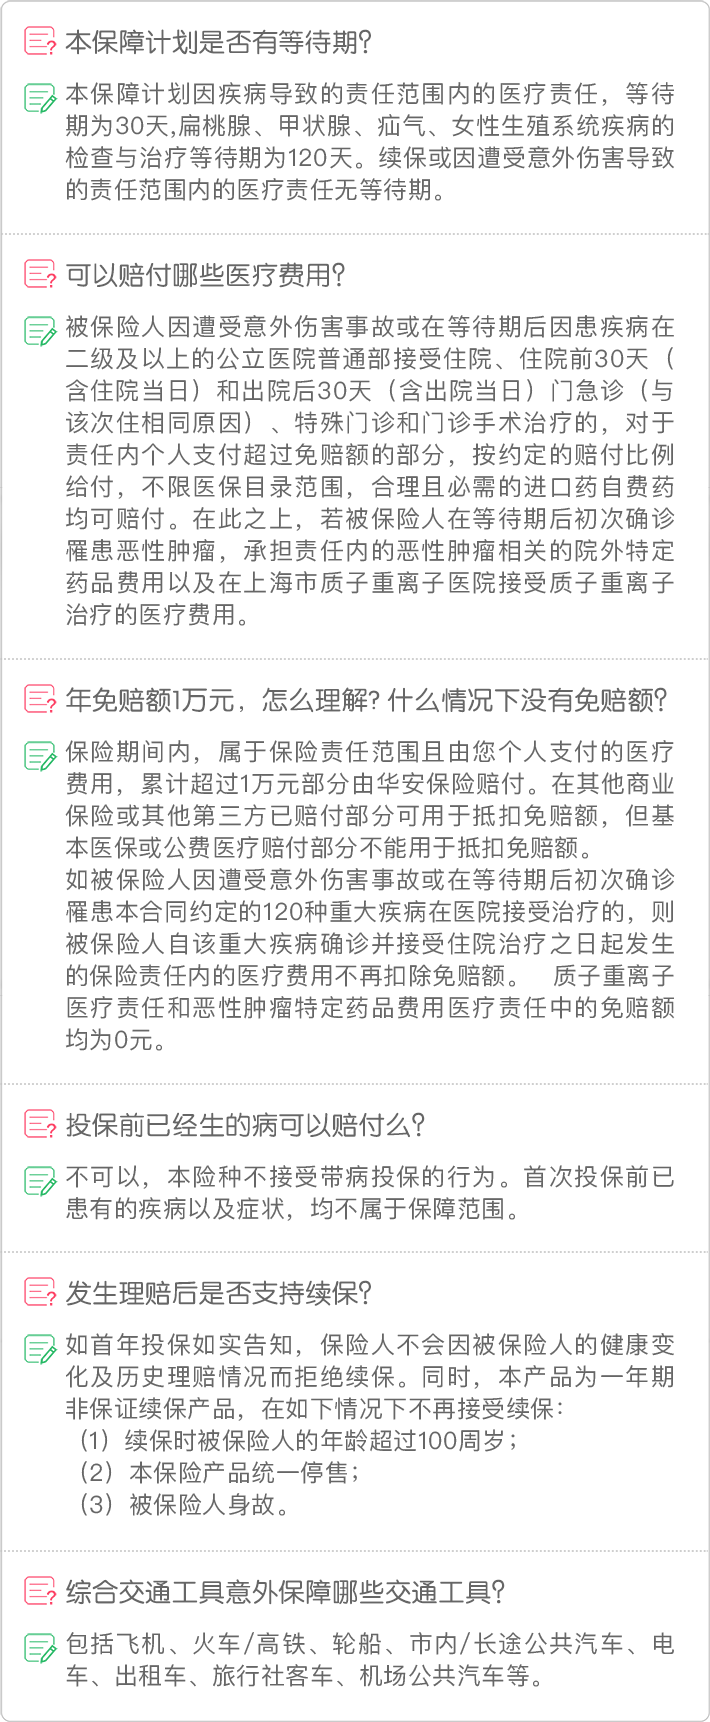 本保障计划是否有等待期?
本保障计划因疾病导致的责任范围内的医疗责任，等待
期为30天,扁桃腺、甲状腺、疝气、女性生殖系统疾病的
检查与治疗等待期为120天。续保或因遭受意外伤害导致
的责任范围内的医疗责任无等待期。
可以赔付哪些医疗费用?
被保险人因遭受意外伤害事故或在等待期后因患疾病在
二级及以上的公立医院普通部接受住院、住院前30天（
含住院当日）和出院后30天（含出院当日）门急诊（与
该次住相同原因）、特殊门诊和门诊手术治疗的，对于
责任内个人支付超过免赔额的部分，按约定的赔付比例
给付，不限医保目录范围，合理且必需的进口药自费药
均可赔付。在此之上，若被保险人在等待期后初次确诊
罹患恶性肿瘤，承担责任内的恶性肿瘤相关的院外特定
药品费用以及在上海市质子重离子医院接受质子重离子
治疗的医疗费用。
年免赔额1万元，怎么理解? 什么情况下没有免赔额?
保险期间内，属于保险责任范围且由您个人支付的医疗
费用，累计超过1万元部分由华安保险赔付。在其他商业
保险或其他第三方已赔付部分可用于抵扣免赔额，但基
本医保或公费医疗赔付部分不能用于抵扣免赔额。
如被保险人因遭受意外伤害事故或在等待期后初次确诊
罹患本合同约定的120种重大疾病在医院接受治疗的，则
被保险人自该重大疾病确诊并接受住院治疗之日起发生
的保险责任内的医疗费用不再扣除免赔额。 质子重离子
医疗责任和恶性肿瘤特定药品费用医疗责任中的免赔额
均为0元。
投保前已经生的病可以赔付么?
不可以，本险种不接受带病投保的行为。首次投保前已
患有的疾病以及症状，均不属于保障范围。
发生理赔后是否支持续保?
如首年投保如实告知，保险人不会因被保险人的健康变
化及历史理赔情况而拒绝续保。同时，本产品为一年期
非保证续保产品，在如下情况下不再接受续保：
（1）续保时被保险人的年龄超过100周岁；
（2）本保险产品统一停售；
（3）被保险人身故。
综合交通工具意外保障哪些交通工具?
包括飞机、火车/高铁、轮船、市内/长途公共汽车、电
车、出租车、旅行社客车、机场公共汽车等。